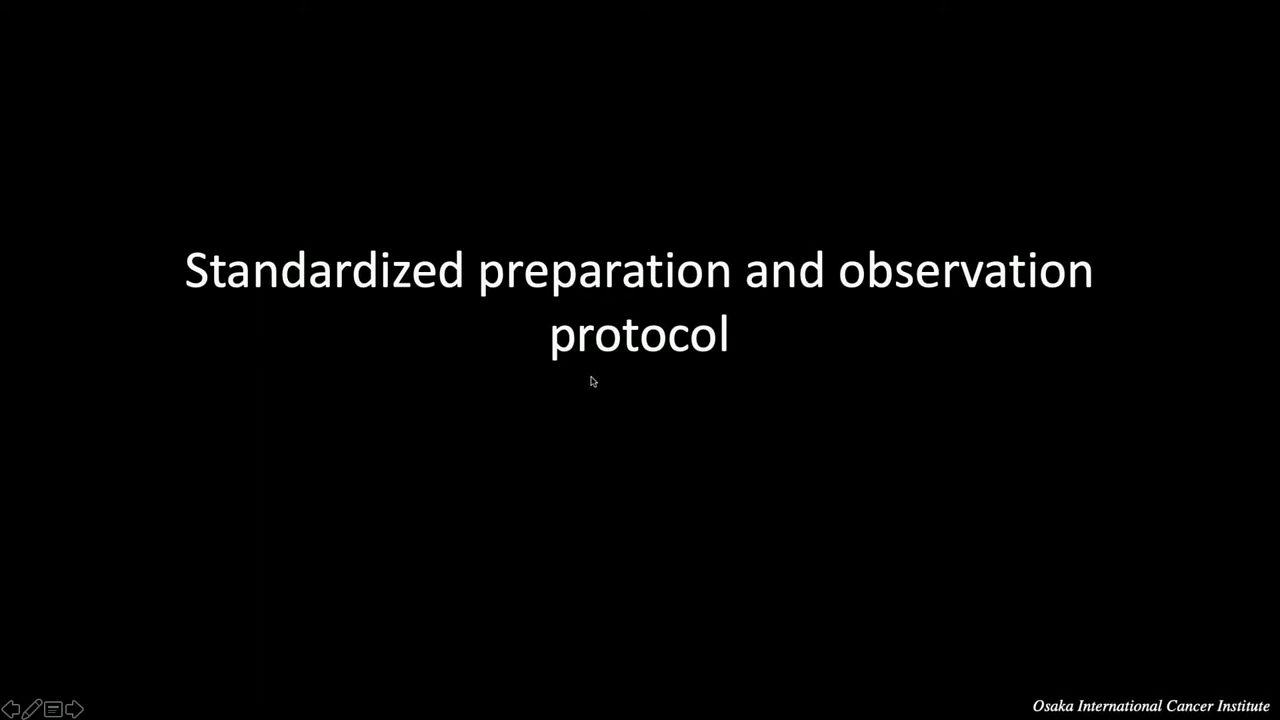 Standardized preparation and observation
protocol
Osaka International Cancer Institute